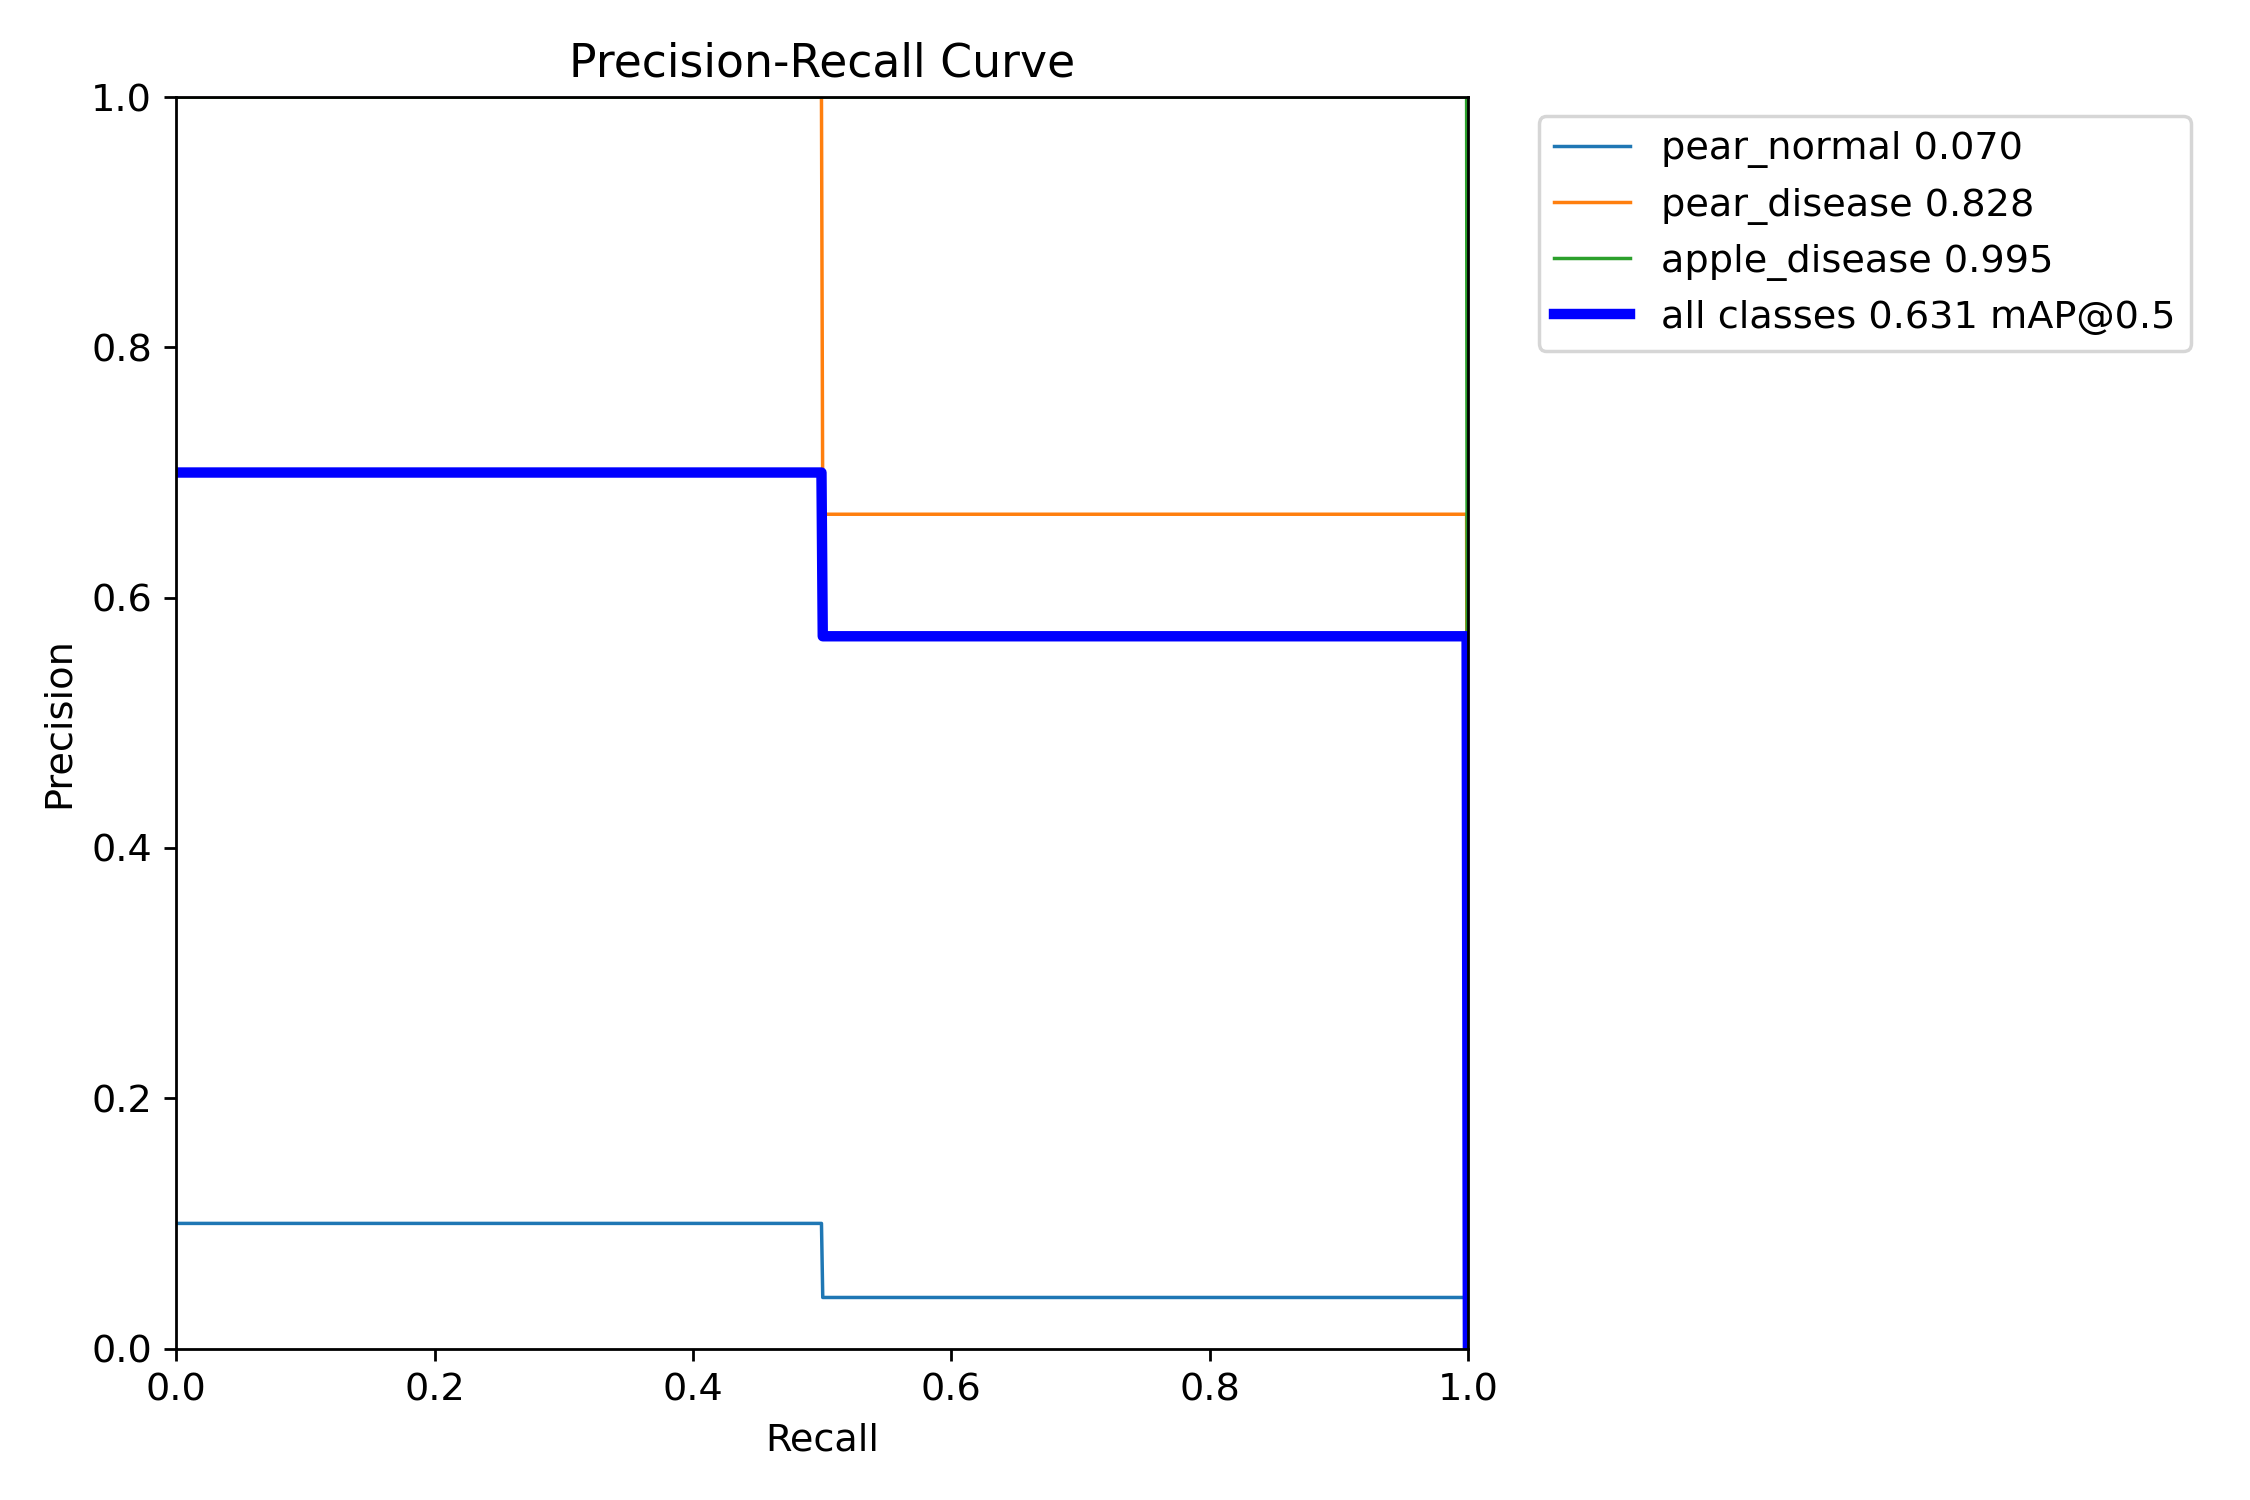 Precision-Recall Curve
1.0
0.8
0.6
0.4
0.2
0.0
Precision
0.0 0.2 0.4 0.6 0.8 1.0
Recall
pear_normal 0.070
pear_disease 0.828
apple_disease 0.995
all classes 0.631 mAP@0.5